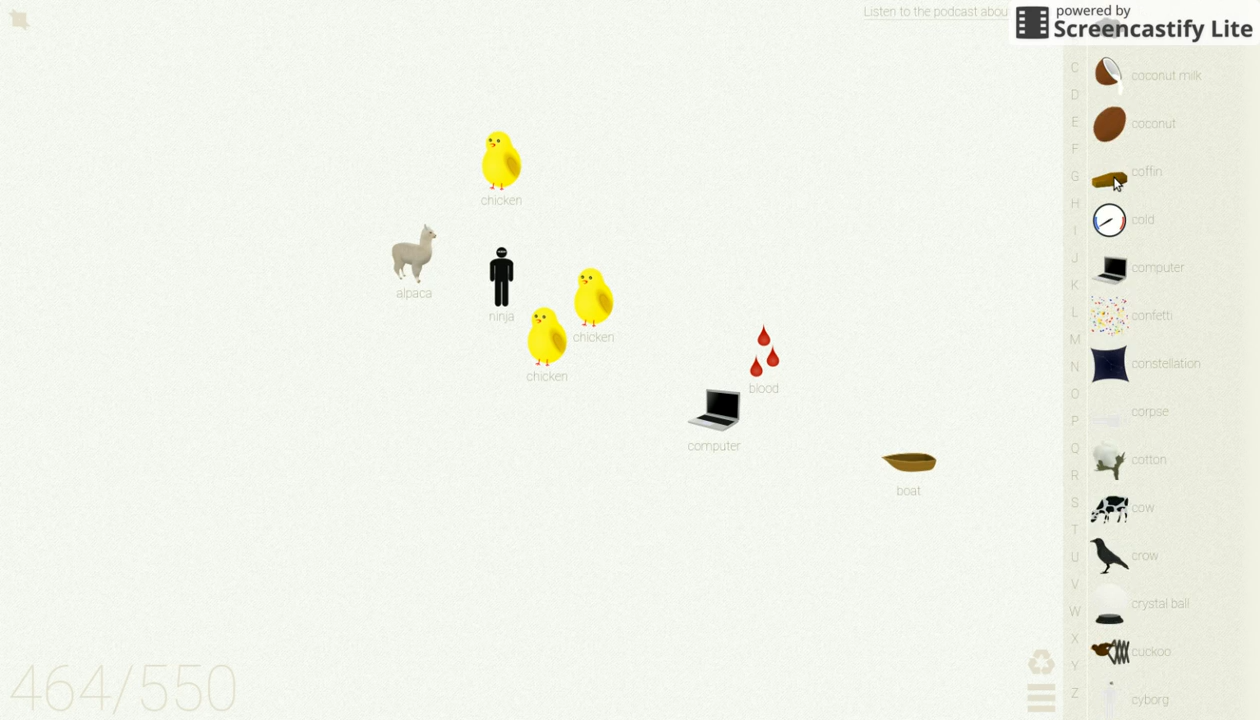 Listen to the podcast abou
powered by
Screencastify Lite
chicken
alpaca
ninja
chicken
chicken
blood
computer
boat
464/550
C
D
E
F
G
H
I
J
K
L
M
N
O
P
Q
R
S
T
U
V
W
X
Y
Z
coconut milk
coconut
coffin
cold
computer
confetti
constellation
corpse
cotton
cow
crow
crystal ball
cuckoo
cyborg